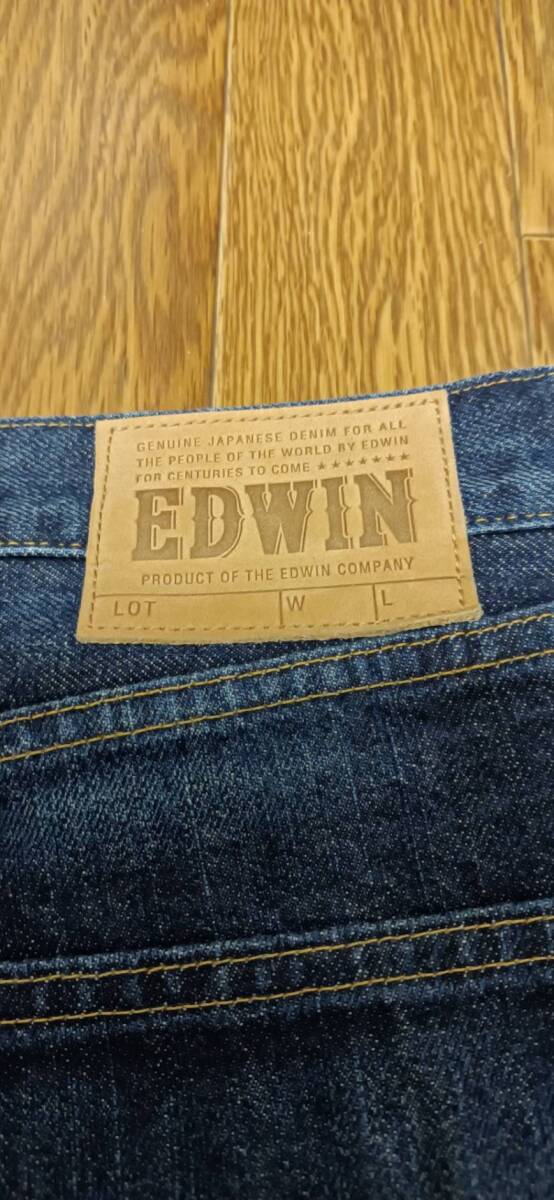 GENUINE JAPANESE DENIM FOR ALL
THE PEOPLE OF THE WORLD BY EDWIN
FOR CENTURIES TO COME ★★★★★★★
EDWIN
PRODUCT OF THE EDWIN COMPANY
LOT W L